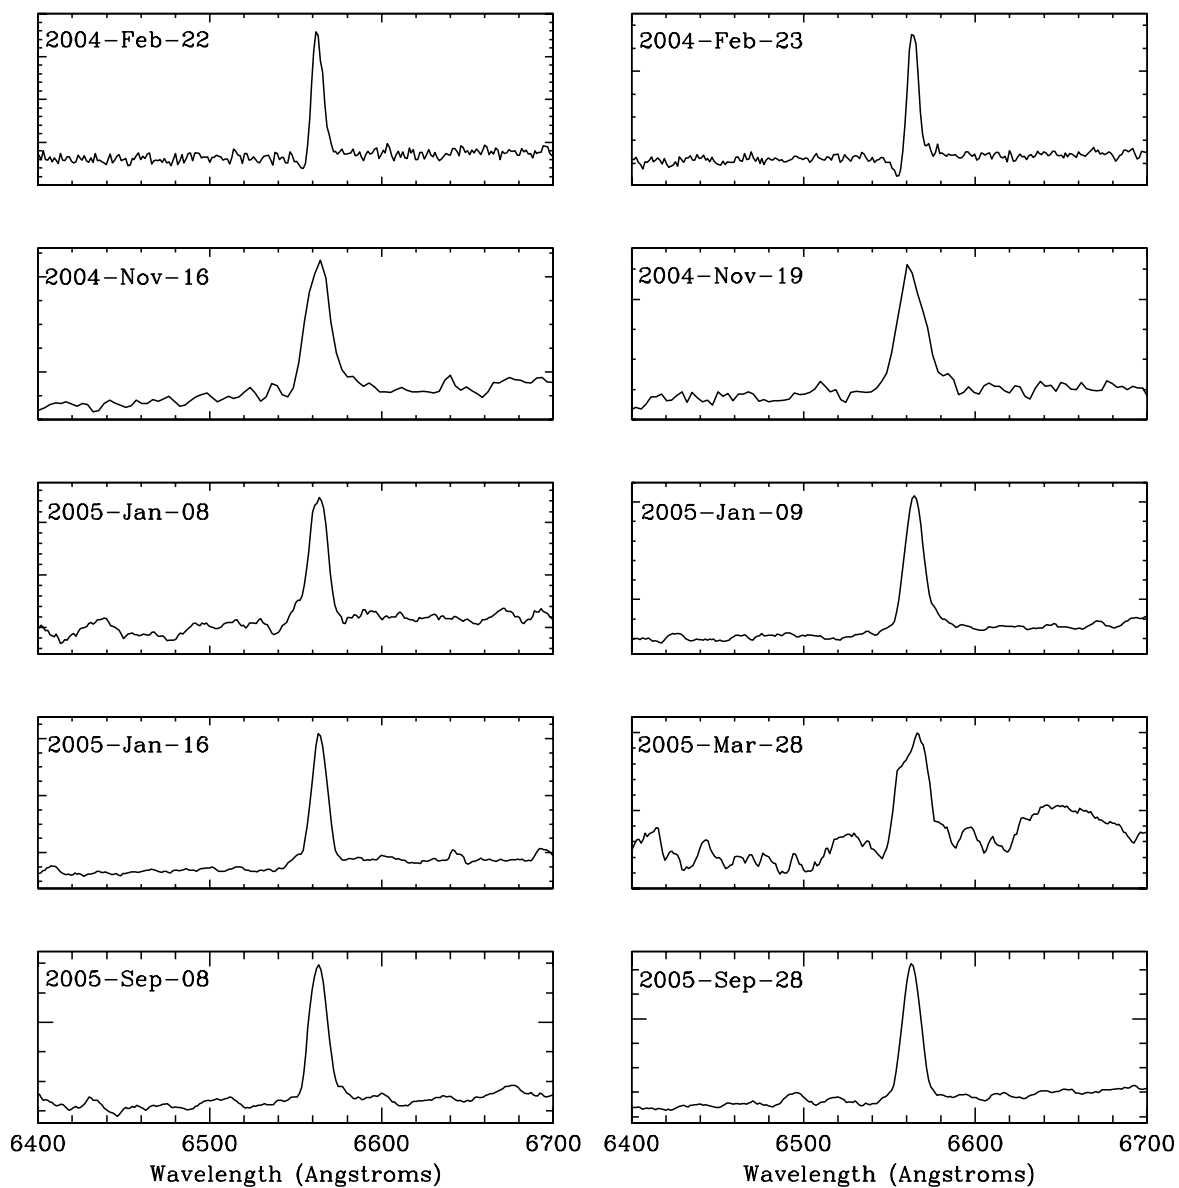 2004-Feb-22
2004-Feb-23
2004-Nov-16
2004-Nov-19
2005-Jan-08
2005-Jan-09
2005-Jan-16
2005-Mar-28
2005-Sep-08
2005-Sep-28
6400 6500 6600 6700
6400 6500 6600 6700
Wavelength (Angstroms)
Wavelength (Angstroms)